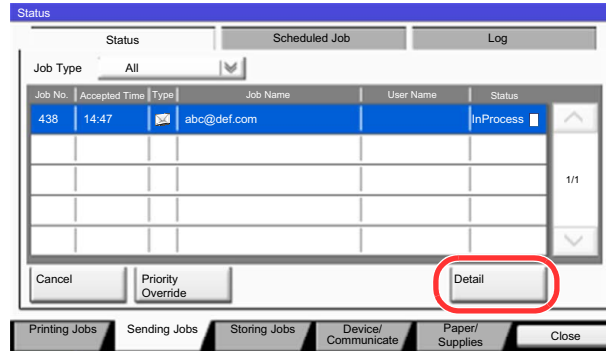 Status
Status Scheduled Job Log
Job Type All
Job No. Accepted Time Type Job Name User Name Status
438 14:47 abc@def.com InProcess
1/1
Cancel Priority Override Detail
Printing Jobs Sending Jobs Storing Jobs Device/ Communicate Paper/ Supplies Close